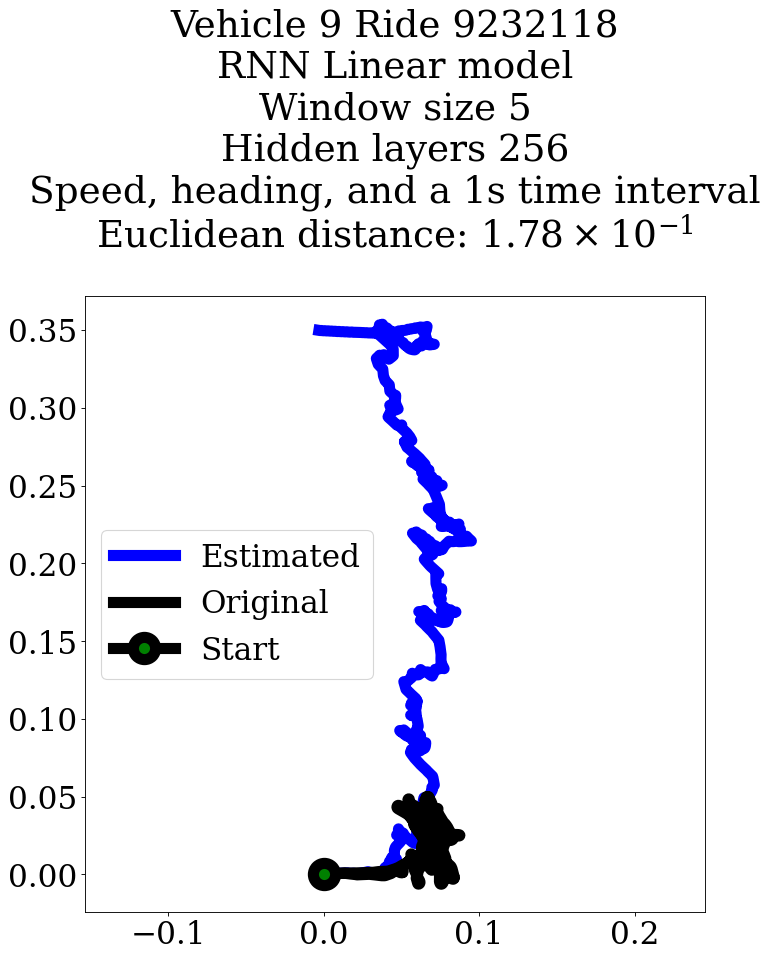 Vehicle 9 Ride 9232118
RNN Linear model
Window size 5
Hidden layers 256
Speed, heading, and a 1s time interval
Euclidean distance: 1.78 × 10⁻¹
0.35
0.30
0.25
0.20
0.15
0.10
0.05
0.00
Estimated
Original
Start
−0.1 0.0 0.1 0.2